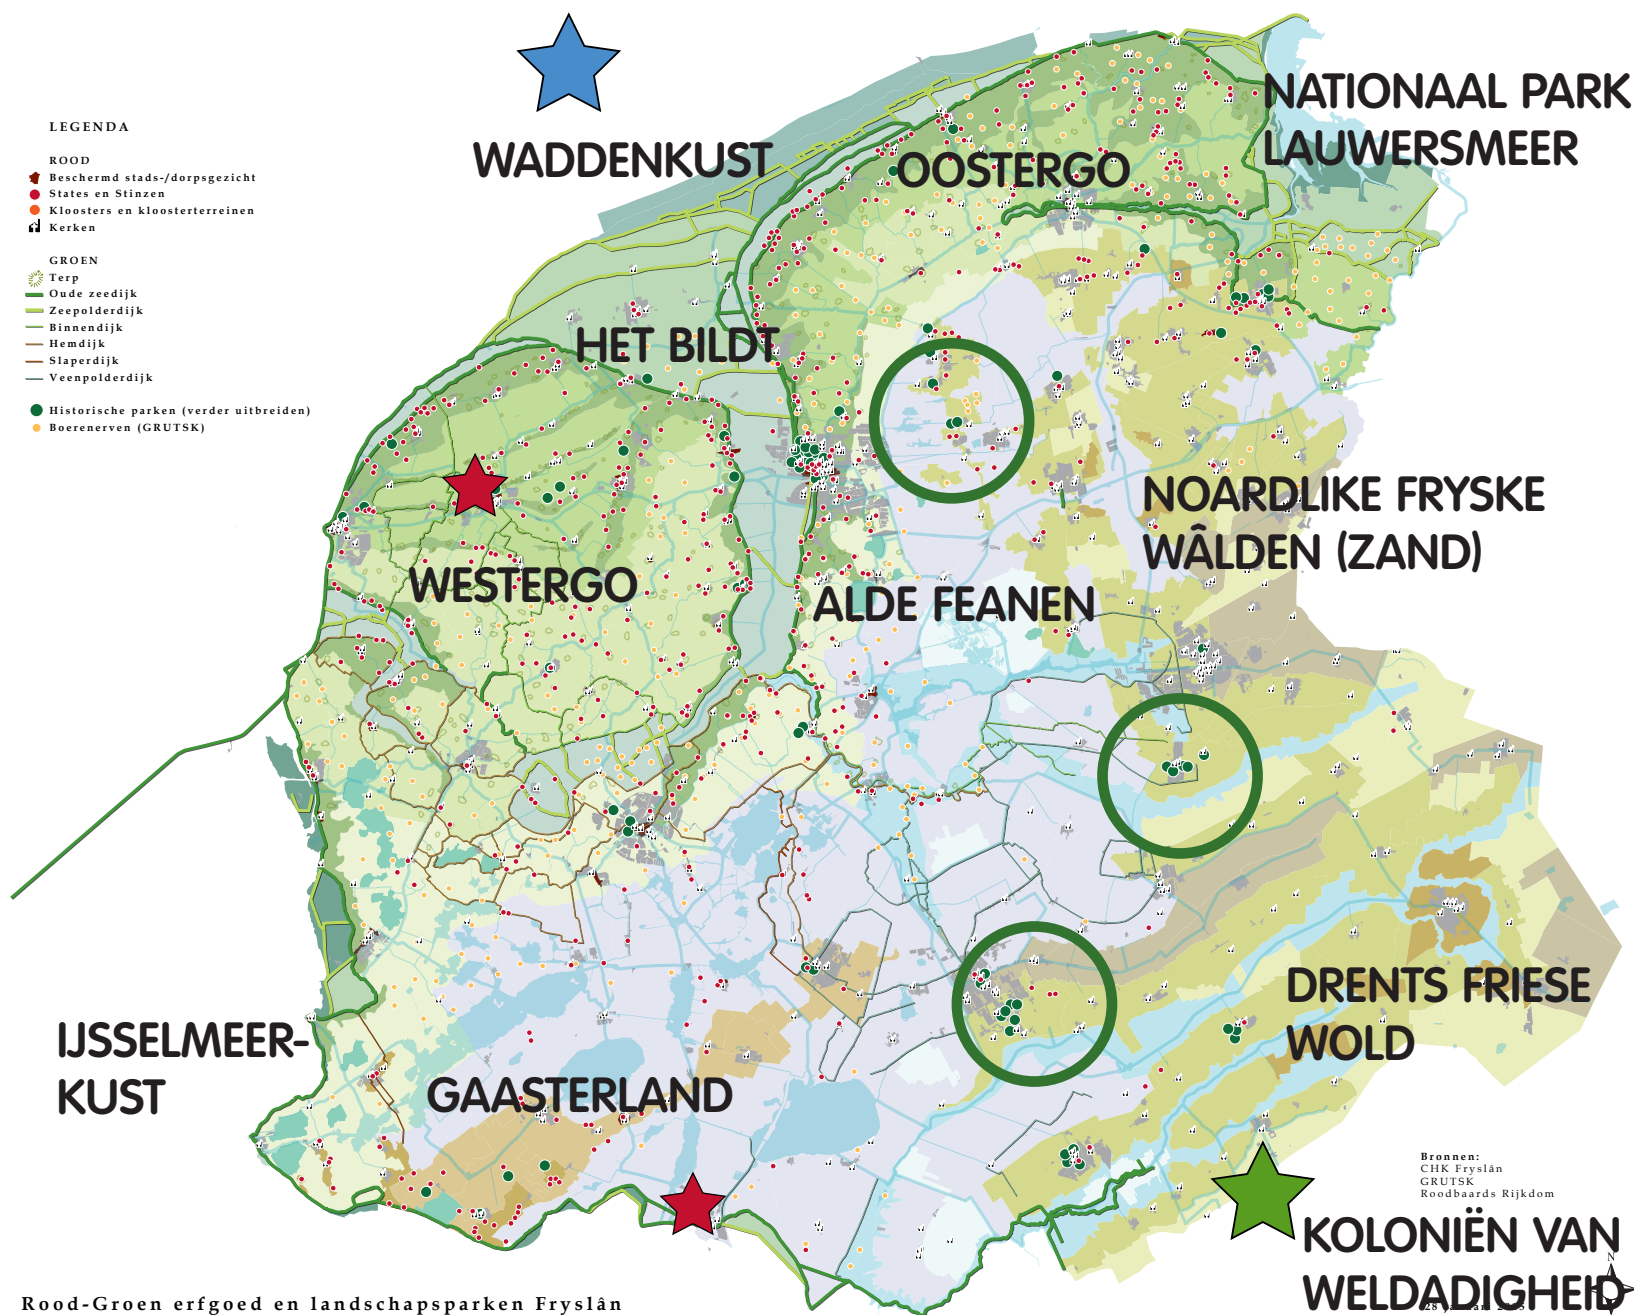 WADDENKUST
NATIONAAL PARK
LAUWERSMEER
OOSTERGO
LEGENDA
ROOD
Beschermd stads-/dorpsgezicht
States en Stinzen
Kloosters en kloosterterreinen
Kerken
GROEN
Terp
Oude zeedijk
Zeepolderdijk
Binnendijk
Hemdijk
Slaperdijk
Veenpolderdijk
Historische parken (verder uitbreiden)
Boerenerven (GRUTSK)
HET BILDT
NOARDLIKE FRYSKE
WÂLDEN (ZAND)
WESTERGO
ALDE FEANEN
DRENTS FRIESE
WOLD
IJSSELMEER-
KUST
GAASTERLAND
Bronnen:
CHK Fryslân
GRUTSK
Roodbaards Rijkdom
KOLONIËN VAN
WELDADIGHEID
N
Rood-Groen erfgoed en landschapsparken Fryslân